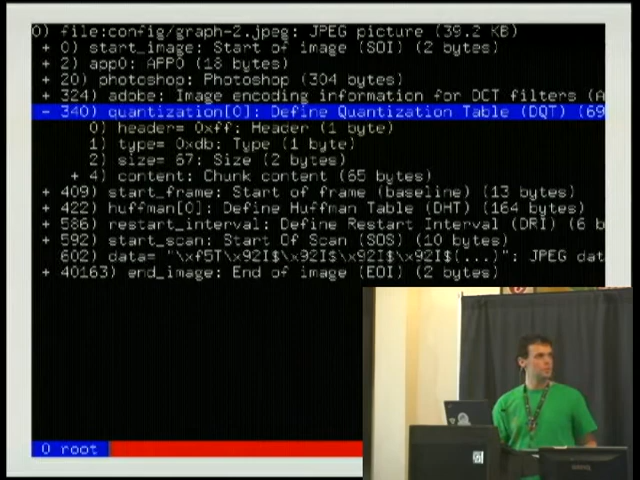 0) file:config/graph-2.jpeg: JPEG picture (39.2 KB)
+ 0) start_image: Start of image (SOI) (2 bytes)
+ 2) app0: APP0 (18 bytes)
+ 20) photoshop: Photoshop (304 bytes)
+ 324) adobe: Image encoding information for DCT filters (A
- 340) quantization[0]: Define Quantization Table (DQT) (69
0) header= 0xff: Header (1 byte)
1) type= 0xdb: Type (1 byte)
2) size= 67: Size (2 bytes)
+ 4) content: Chunk content (65 bytes)
+ 409) start_frame: Start of frame (baseline) (13 bytes)
+ 422) huffman[0]: Define Huffman Table (DHT) (164 bytes)
+ 586) restart_interval: Define Restart Interval (DRI) (6 b
+ 592) start_scan: Start Of Scan (SOS) (10 bytes)
602) data= "\xf5T\x92I$\x92I$\x92I$\x92I$(...)": JPEG dat
+ 40163) end_image: End of image (EOI) (2 bytes)
0 root